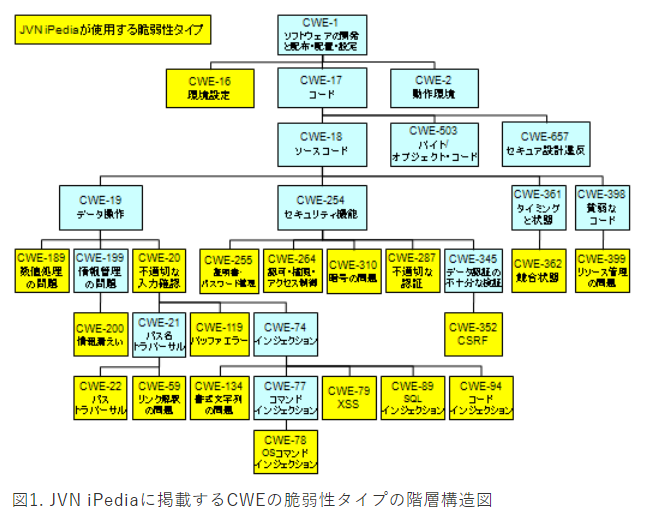 JVN iPediaが使用する脆弱性タイプ
CWE-1
ソフトウェアの開発
と配布・配置・設定
CWE-16
環境設定
CWE-17
コード
CWE-2
動作環境
CWE-18
ソースコード
CWE-503
バイト/
オブジェクト・コード
CWE-657
セキュア設計違反
CWE-19
データ操作
CWE-254
セキュリティ機能
CWE-361
タイミング
と状態
CWE-398
貧弱な
コード
CWE-189
数値処理
の問題
CWE-199
情報管理
の問題
CWE-20
不適切な
入力確認
CWE-255
証明書・
パスワード管理
CWE-264
認可・権限・
アクセス制御
CWE-310
暗号の問題
CWE-287
不適切な
認証
CWE-345
データ認証の
不十分な検証
CWE-362
競合状態
CWE-399
リソース管理
の問題
CWE-200
情報漏えい
CWE-21
パス名
トラバーサル
CWE-119
バッファエラー
CWE-74
インジェクション
CWE-352
CSRF
CWE-22
パス
トラバーサル
CWE-59
リンク解釈
の問題
CWE-134
書式文字列
の問題
CWE-77
コマンド
インジェクション
CWE-79
XSS
CWE-89
SQL
インジェクション
CWE-94
コード
インジェクション
CWE-78
OSコマンド
インジェクション
図1. JVN iPediaに掲載するCWEの脆弱性タイプの階層構造図